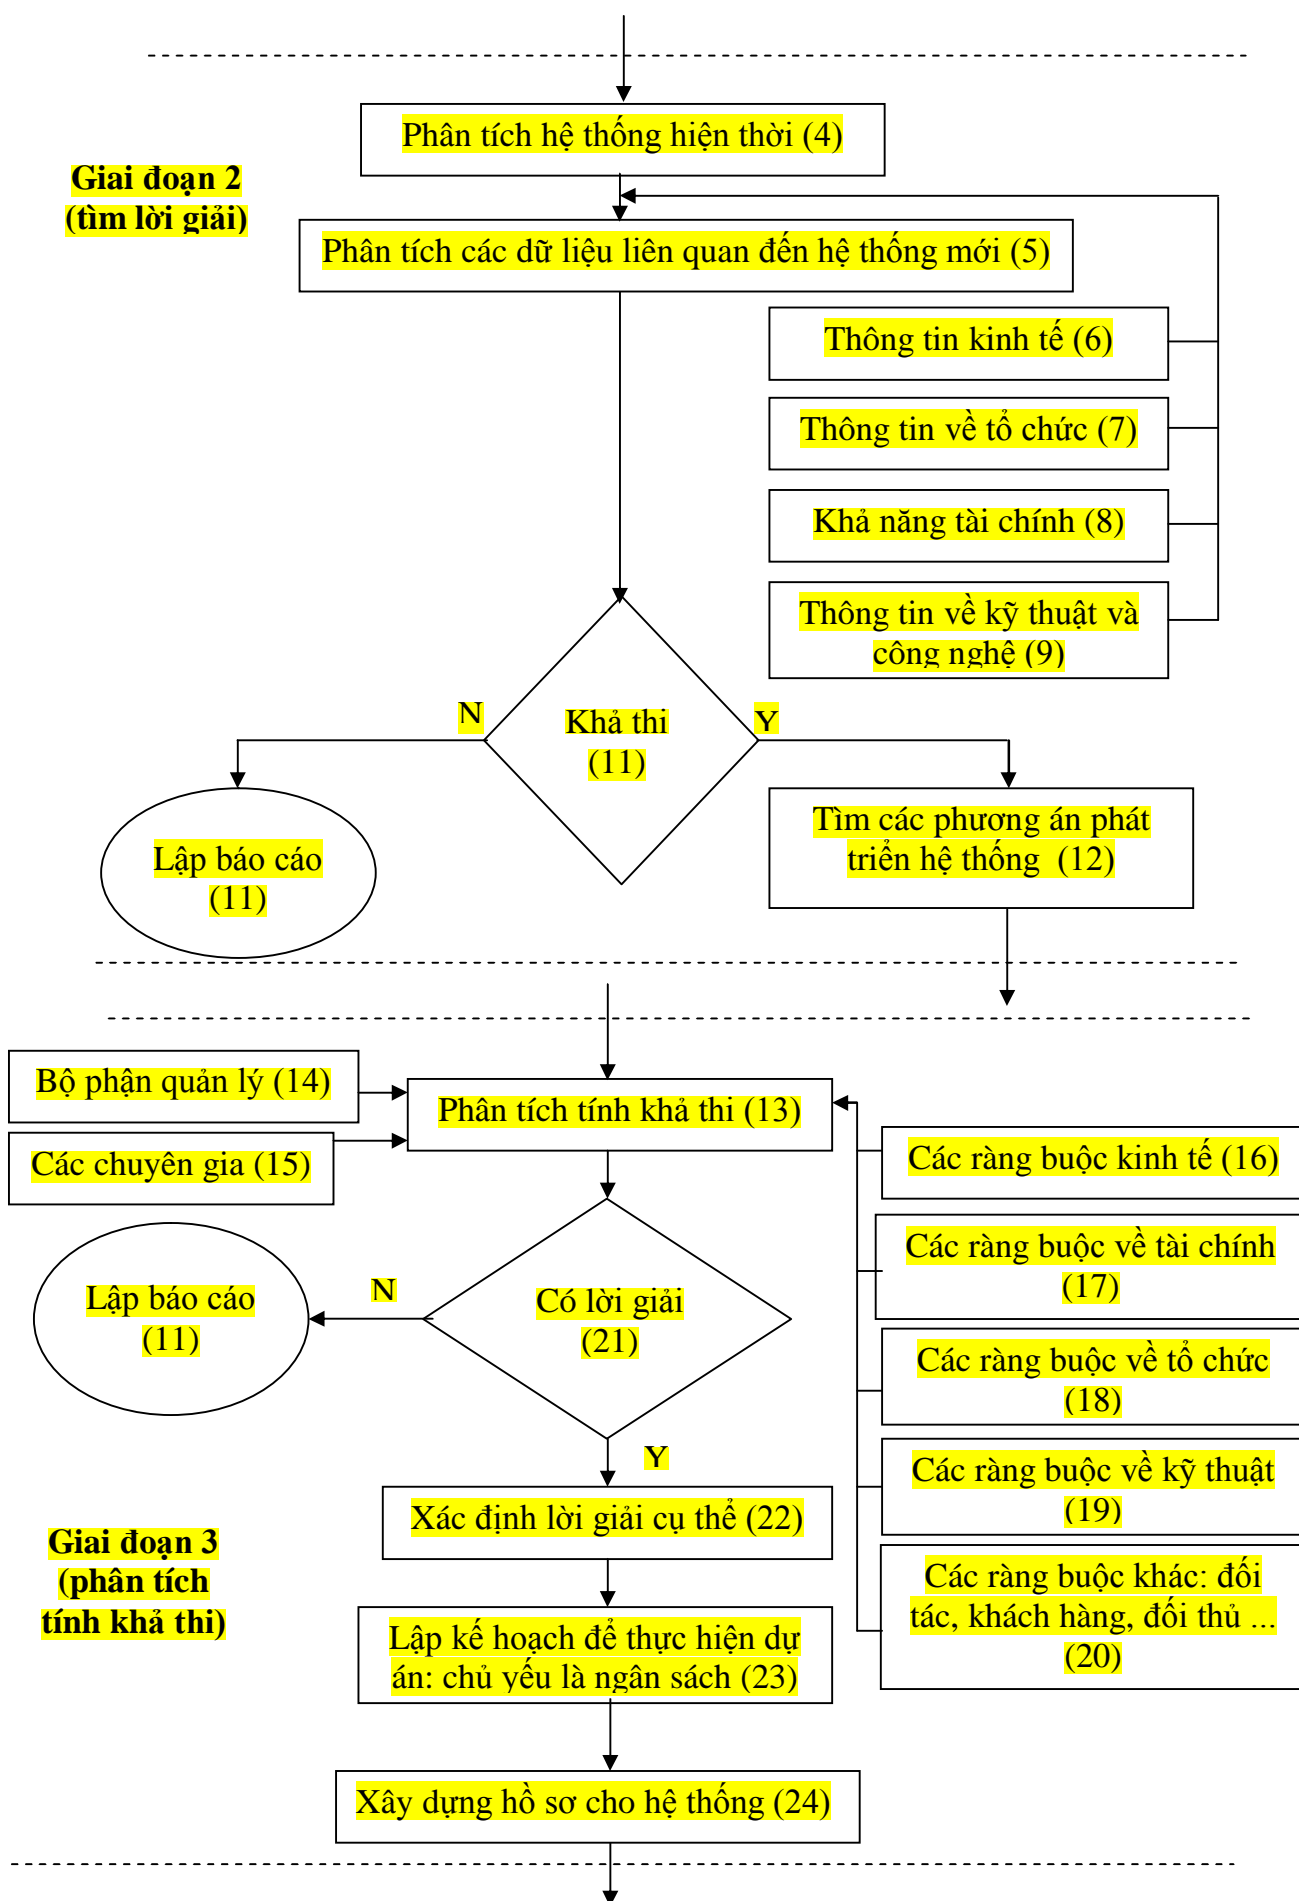 Phân tích hệ thống hiện thời (4)
Giai đoạn 2
(tìm lời giải)
Phân tích các dữ liệu liên quan đến hệ thống mới (5)
Thông tin kinh tế (6)
Thông tin về tổ chức (7)
Khả năng tài chính (8)
Thông tin về kỹ thuật và
công nghệ (9)
N
Khả thi
(11)
Y
Lập báo cáo
(11)
Tìm các phương án phát
triển hệ thống (12)
Bộ phận quản lý (14)
Phân tích tính khả thi (13)
Các chuyên gia (15)
Các ràng buộc kinh tế (16)
Các ràng buộc về tài chính
(17)
Lập báo cáo
(11)
N
Có lời giải
(21)
Các ràng buộc về tổ chức
(18)
Y
Các ràng buộc về kỹ thuật
(19)
Xác định lời giải cụ thể (22)
Giai đoạn 3
(phân tích
tính khả thi)
Các ràng buộc khác: đối
tác, khách hàng, đối thủ ...
(20)
Lập kế hoạch để thực hiện dự
án: chủ yếu là ngân sách (23)
Xây dựng hồ sơ cho hệ thống (24)